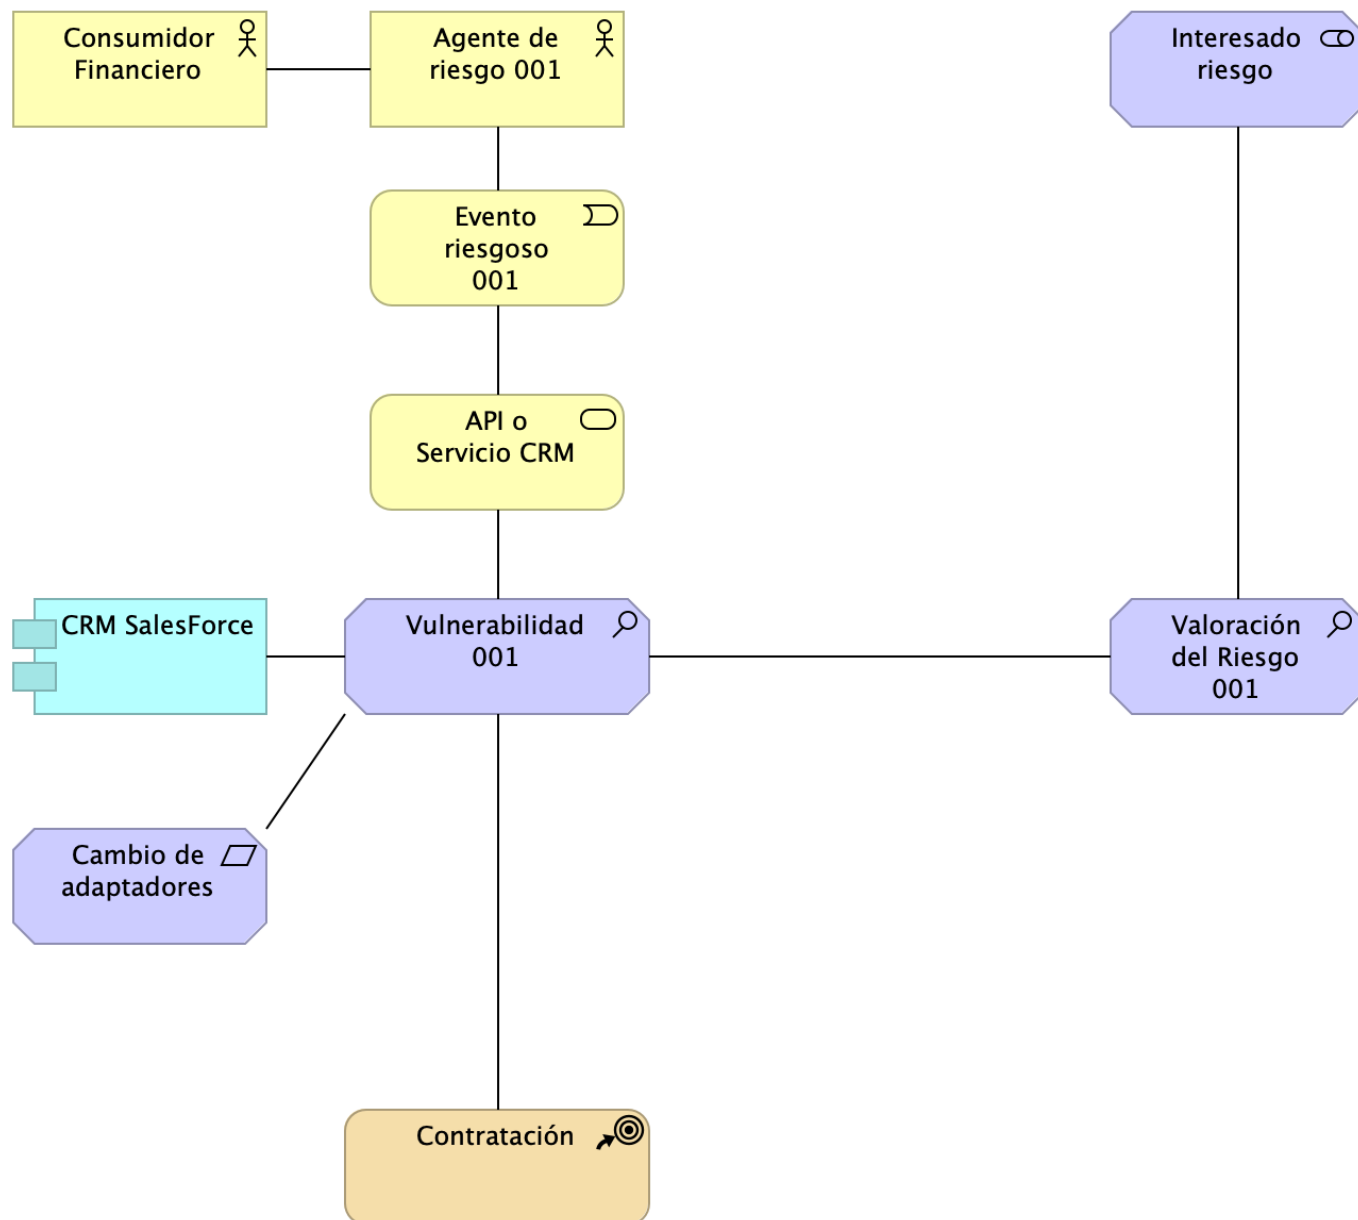 Consumidor
Financiero
Agente de
riesgo 001
Interesado
riesgo
Evento
riesgoso
001
API o
Servicio CRM
CRM SalesForce
Vulnerabilidad
001
Valoración
del Riesgo
001
Cambio de
adaptadores
Contratación